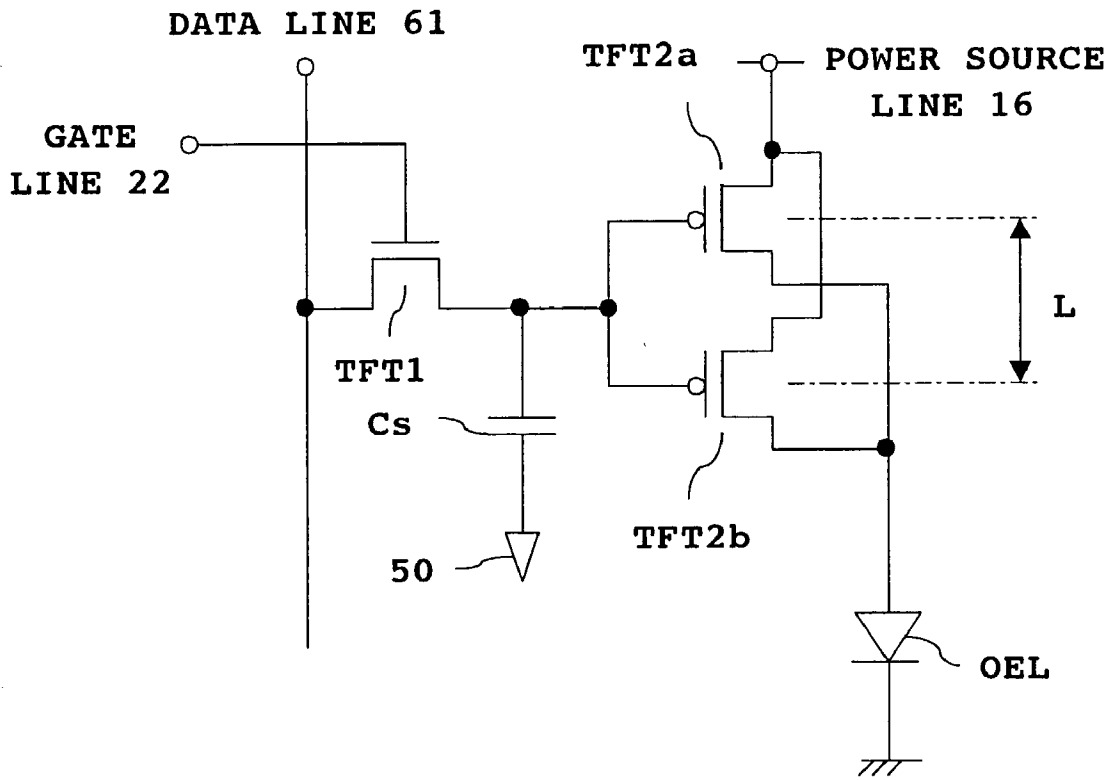 DATA LINE 61
TFT2a
POWER SOURCE
LINE 16
GATE
LINE 22
L
TFT1
Cs
TFT2b
50
OEL